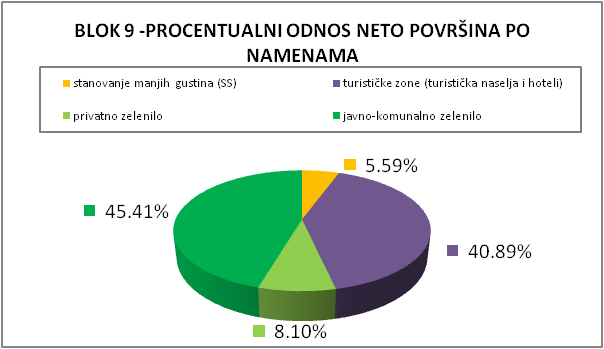 BLOK 9 -PROCENTUALNI ODNOS NETO POVRŠINA PO
NAMENAMA
stanovanje manjih gustina (SS)
turističke zone (turistička naselja i hoteli)
privatno zelenilo
javno-komunalno zelenilo
5.59%
45.41%
40.89%
8.10%